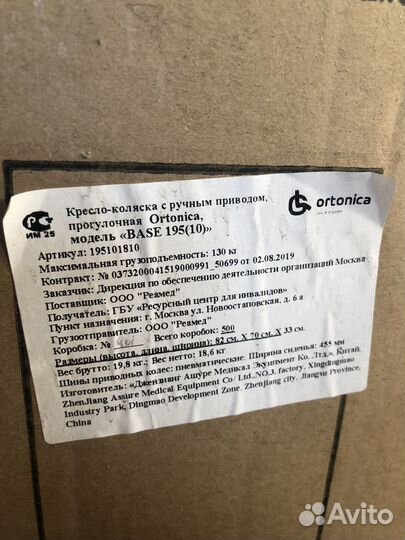 ortonica
РСТ
ИМ 25
Кресло-коляска с ручным приводом,
прогулочная Ortonica,
модель «BASE 195(10)»
Артикул: 195101810
Максимальная грузоподъемность: 130 кг
Контракт: № 0373200041519000991_50699 от 02.08.2019
Заказчик: Дирекция по обеспечению деятельности организаций Москва
Поставщик: ООО "Реамед"
Получатель: ГБУ «Ресурсный центр для инвалидов»
Пункт назначения: г. Москва ул. Новоостаповская, д. 6 а
Грузоотправитель: ООО "Реамед"
Коробка: № Всего коробок: 500
Размеры (высота, длина, ширина): 82 см. X 70 см. X 33 см.
Вес брутто: 19,8 кг. Вес нетто: 18,6 кг.
Шины приводных колес: пневматические, Ширина сиденья: 455 мм
Изготовитель: «Джензианг Ашуре Медикал Экуипмент Ко., Лтд.», Китай,
ZhenJiang Assure Medical Equipment Co/ Ltd.,NO.3, factory, Xingdingmao
Industry Park, Dingmao Development Zone, ZhenJiang city, Jiangsu Province,
China
Avito